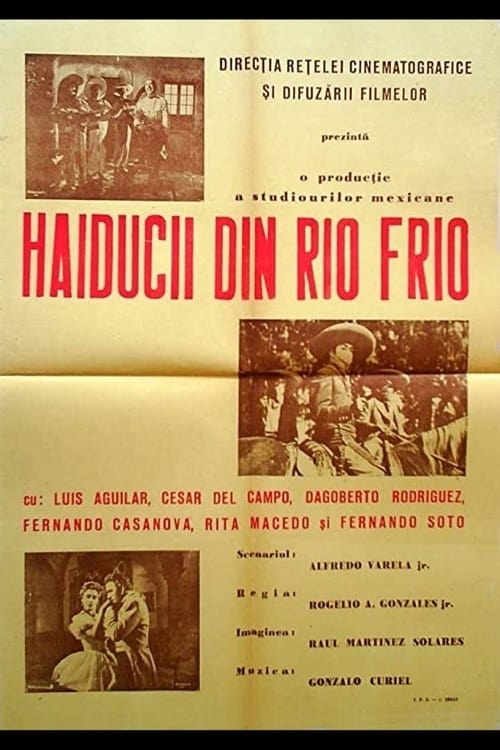 DIRECȚIA REȚELEI CINEMATOGRAFICE
ȘI DIFUZĂRII FILMELOR
prezintă
o producție
a studiourilor mexicane
HAIDUCII DIN RIO FRIO
cu: LUIS AGUILAR, CESAR DEL CAMPO, DAGOBERTO RODRIGUEZ,
FERNANDO CASANOVA, RITA MACEDO și FERNANDO SOTO
Scenariul:
ALFREDO VARELA jr.
Regia:
ROGELIO A. GONZALES jr.
Imaginea:
RAUL MARTINEZ SOLARES
Muzica:
GONZALO CURIEL